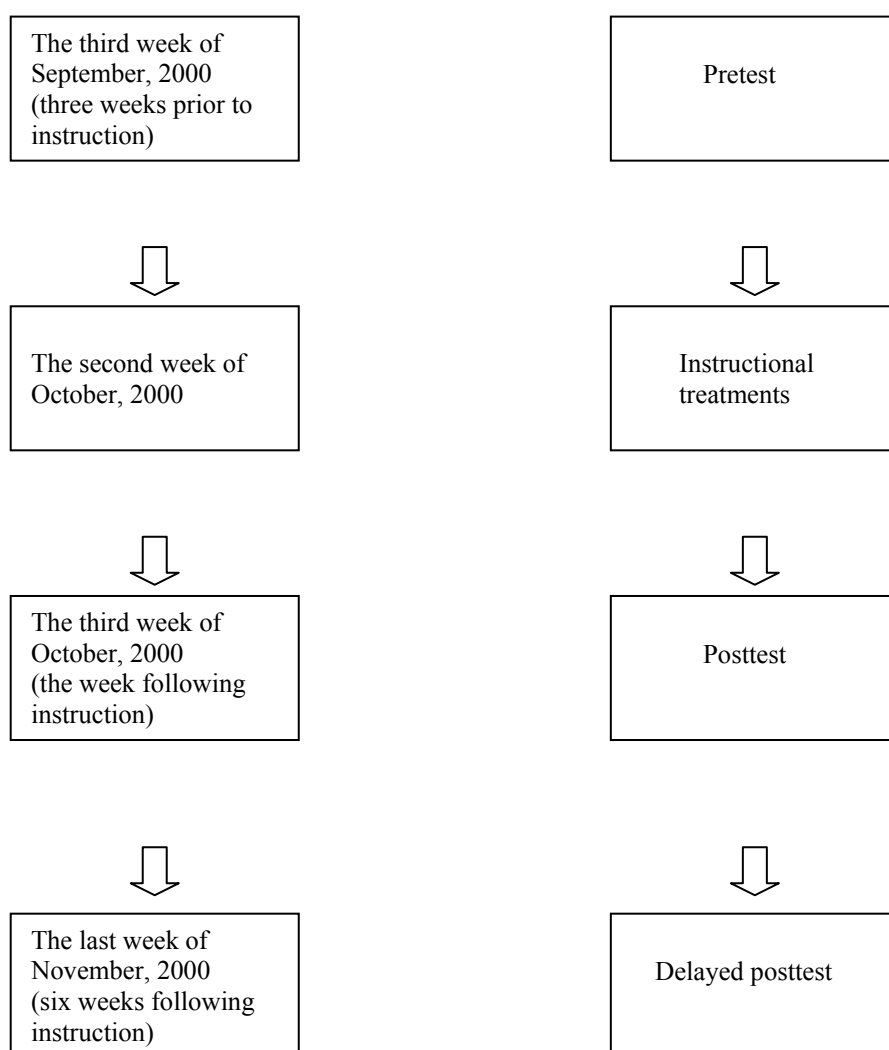 The third week of
September, 2000
(three weeks prior to
instruction)
Pretest
The second week of
October, 2000
Instructional
treatments
The third week of
October, 2000
(the week following
instruction)
Posttest
The last week of
November, 2000
(six weeks following
instruction)
Delayed posttest